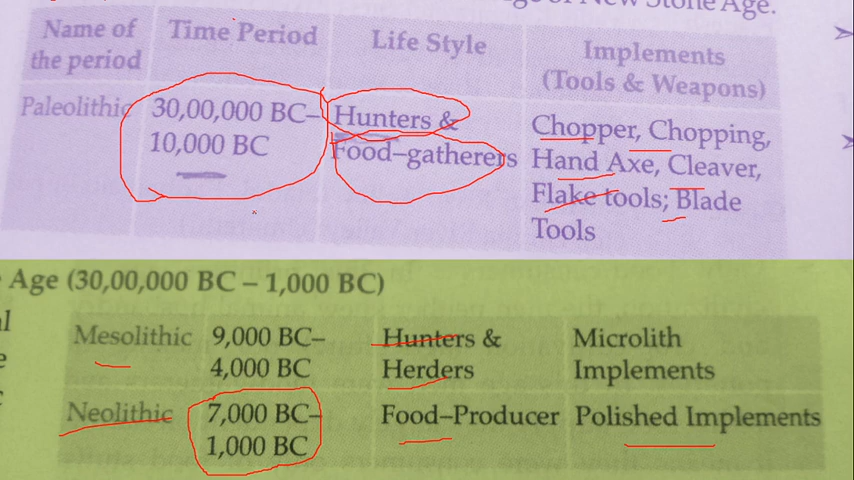 New Stone Age.
Name of the period Time Period Life Style Implements (Tools & Weapons)
Paleolithic 30,00,000 BC– Hunters & Chopper, Chopping,
10,000 BC Food–gatherers Hand Axe, Cleaver,
Flake tools; Blade
Tools
Age (30,00,000 BC – 1,000 BC)
Mesolithic 9,000 BC– Hunters & Microlith
4,000 BC Herders Implements
Neolithic 7,000 BC– Food–Producer Polished Implements
1,000 BC